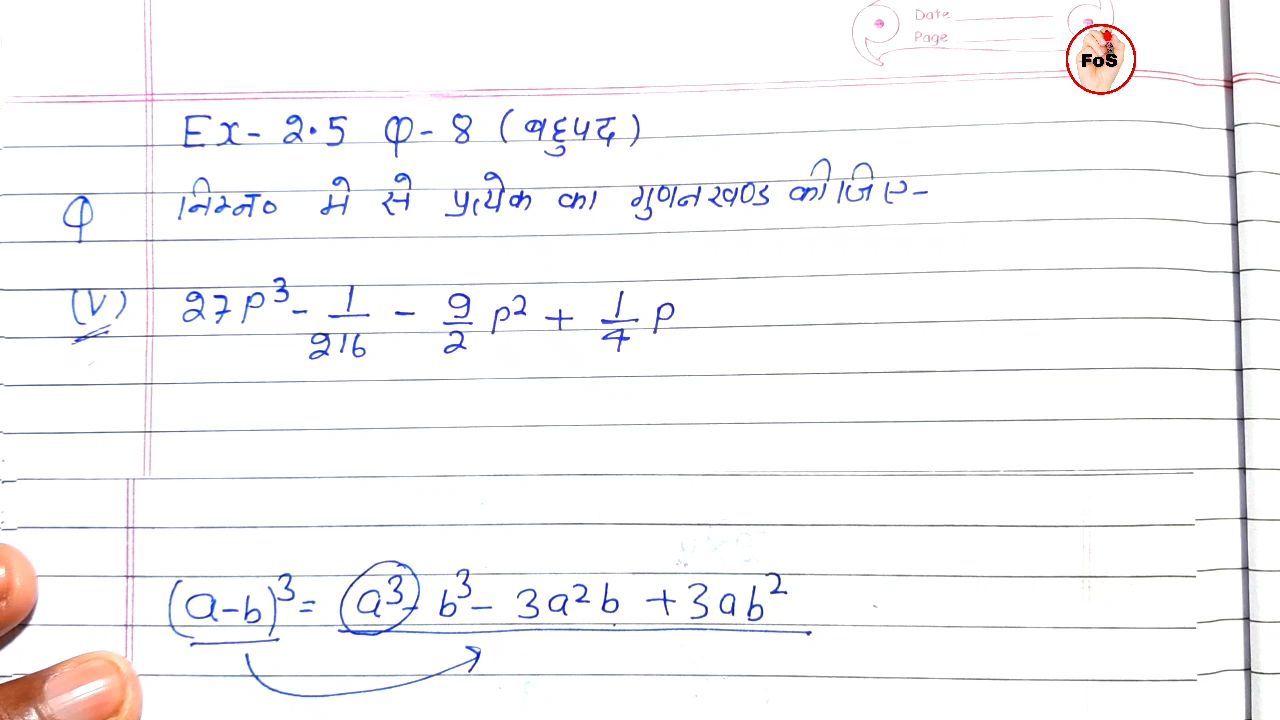 Date
Page
FoS
Ex- 2.5 Q-8 (बहुपद)
Q निम्न० मे से प्रत्येक का गुणनखण्ड कीजिए-
(V) 27p³ - 1/216 - 9/2 p² + 1/4 p
(a-b)³ = a³ - b³ - 3a²b + 3ab²